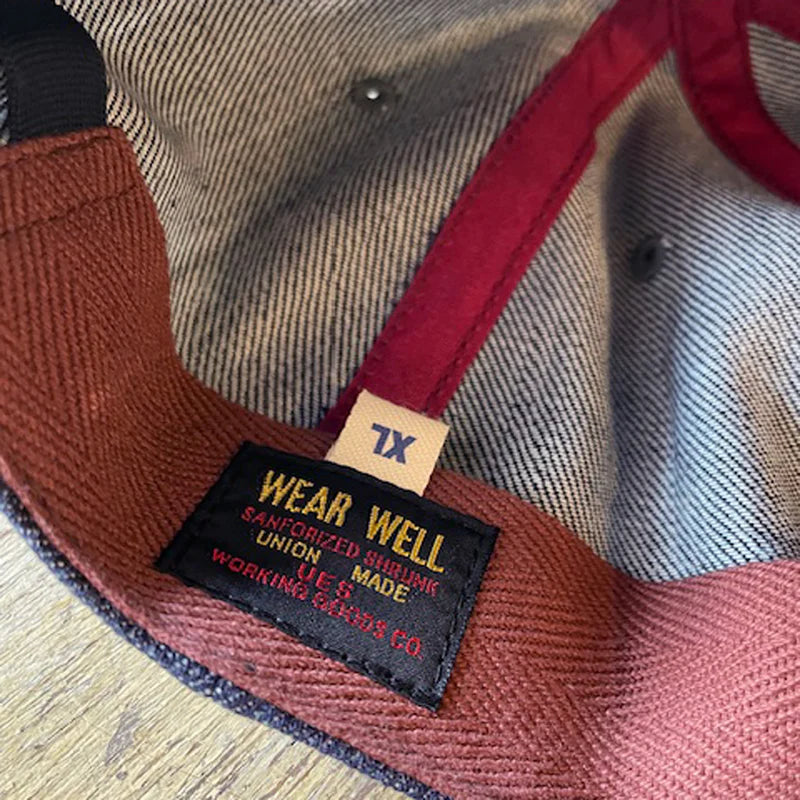 XL
WEAR WELL
SANFORIZED SHRUNK
UNION MADE
UES
WORKING GOODS CO.